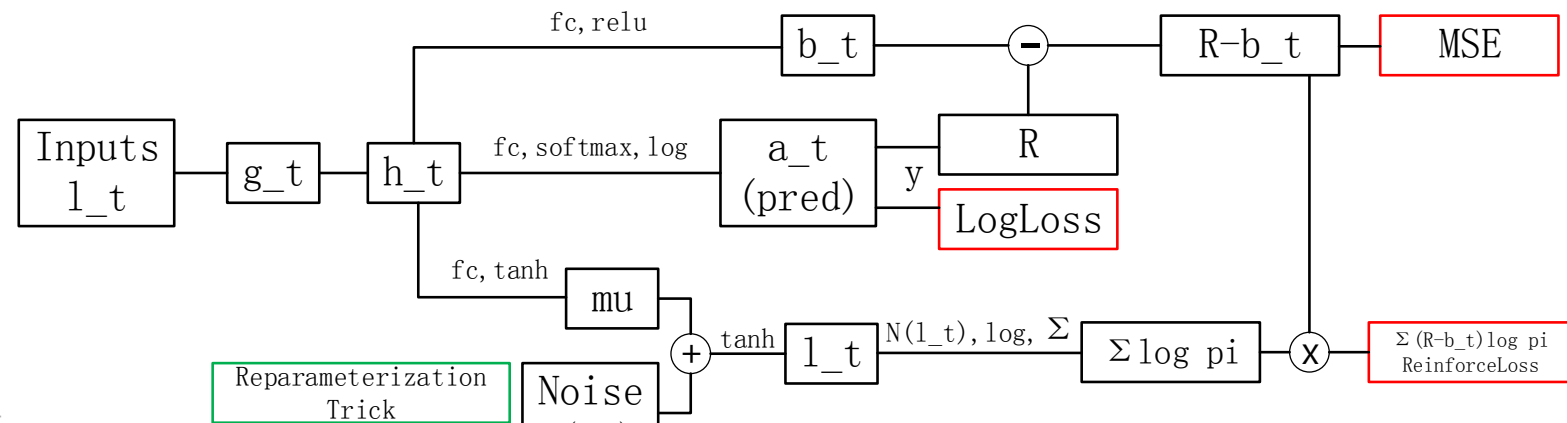 fc,relu
b_t
-
R-b_t
MSE
Inputs
l_t
g_t
h_t
fc,softmax,log
a_t
(pred)
y
R
LogLoss
fc,tanh
mu
+
tanh
l_t
N(l_t),log, Σ
Σlog pi
x
Σ(R-b_t)log pi
ReinforceLoss
Reparameterization
Trick
Noise